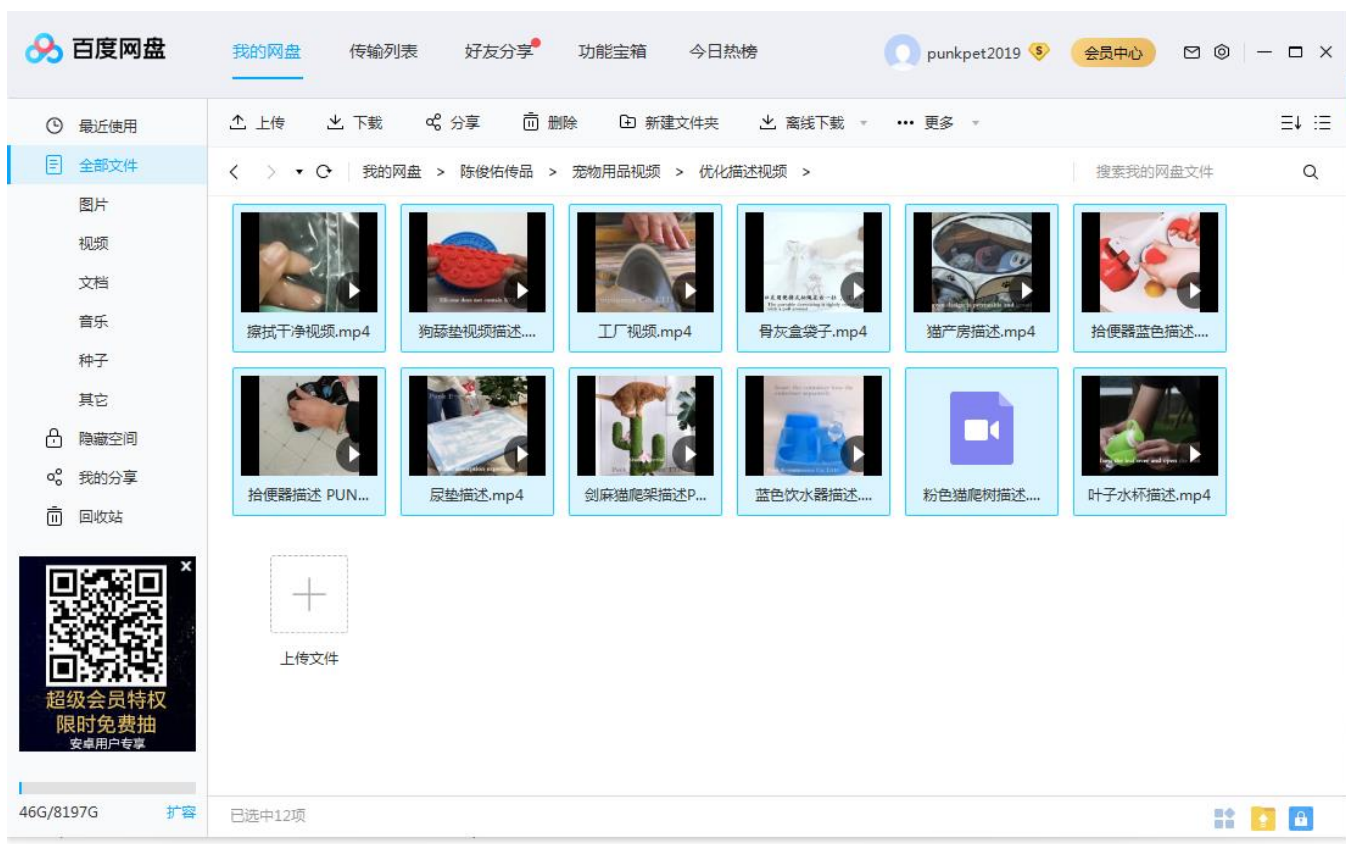 百度网盘
我的网盘 传输列表 好友分享 功能宝箱 今日热榜 punkpet2019 会员中心
上传 下载 分享 删除 新建文件夹 离线下载 更多
我的网盘 > 陈俊佑传品 > 宠物用品视频 > 优化描述视频 >
搜索我的网盘文件
最近使用
全部文件
图片
视频
文档
音乐
种子
其它
隐藏空间
我的分享
回收站
擦拭干净视频.mp4
狗舔垫视频描述....
工厂视频.mp4
骨灰盒袋子.mp4
猫产房描述.mp4
拾便器蓝色描述....
拾便器描述 PUN...
尿垫描述.mp4
剑麻猫爬架描述P...
蓝色饮水器描述....
粉色猫爬树描述....
叶子水杯描述.mp4
上传文件
超级会员特权
限时免费抽
安卓用户专享
46G/8197G 扩容
已选中12项